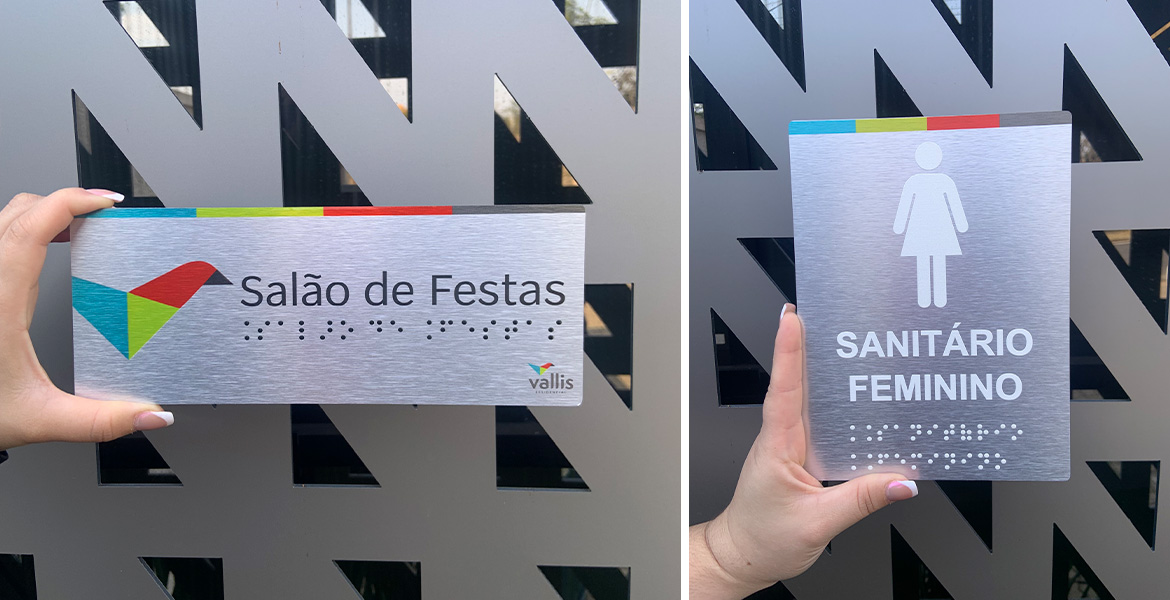 Salão de Festas
vallis
SANITÁRIO
FEMININO